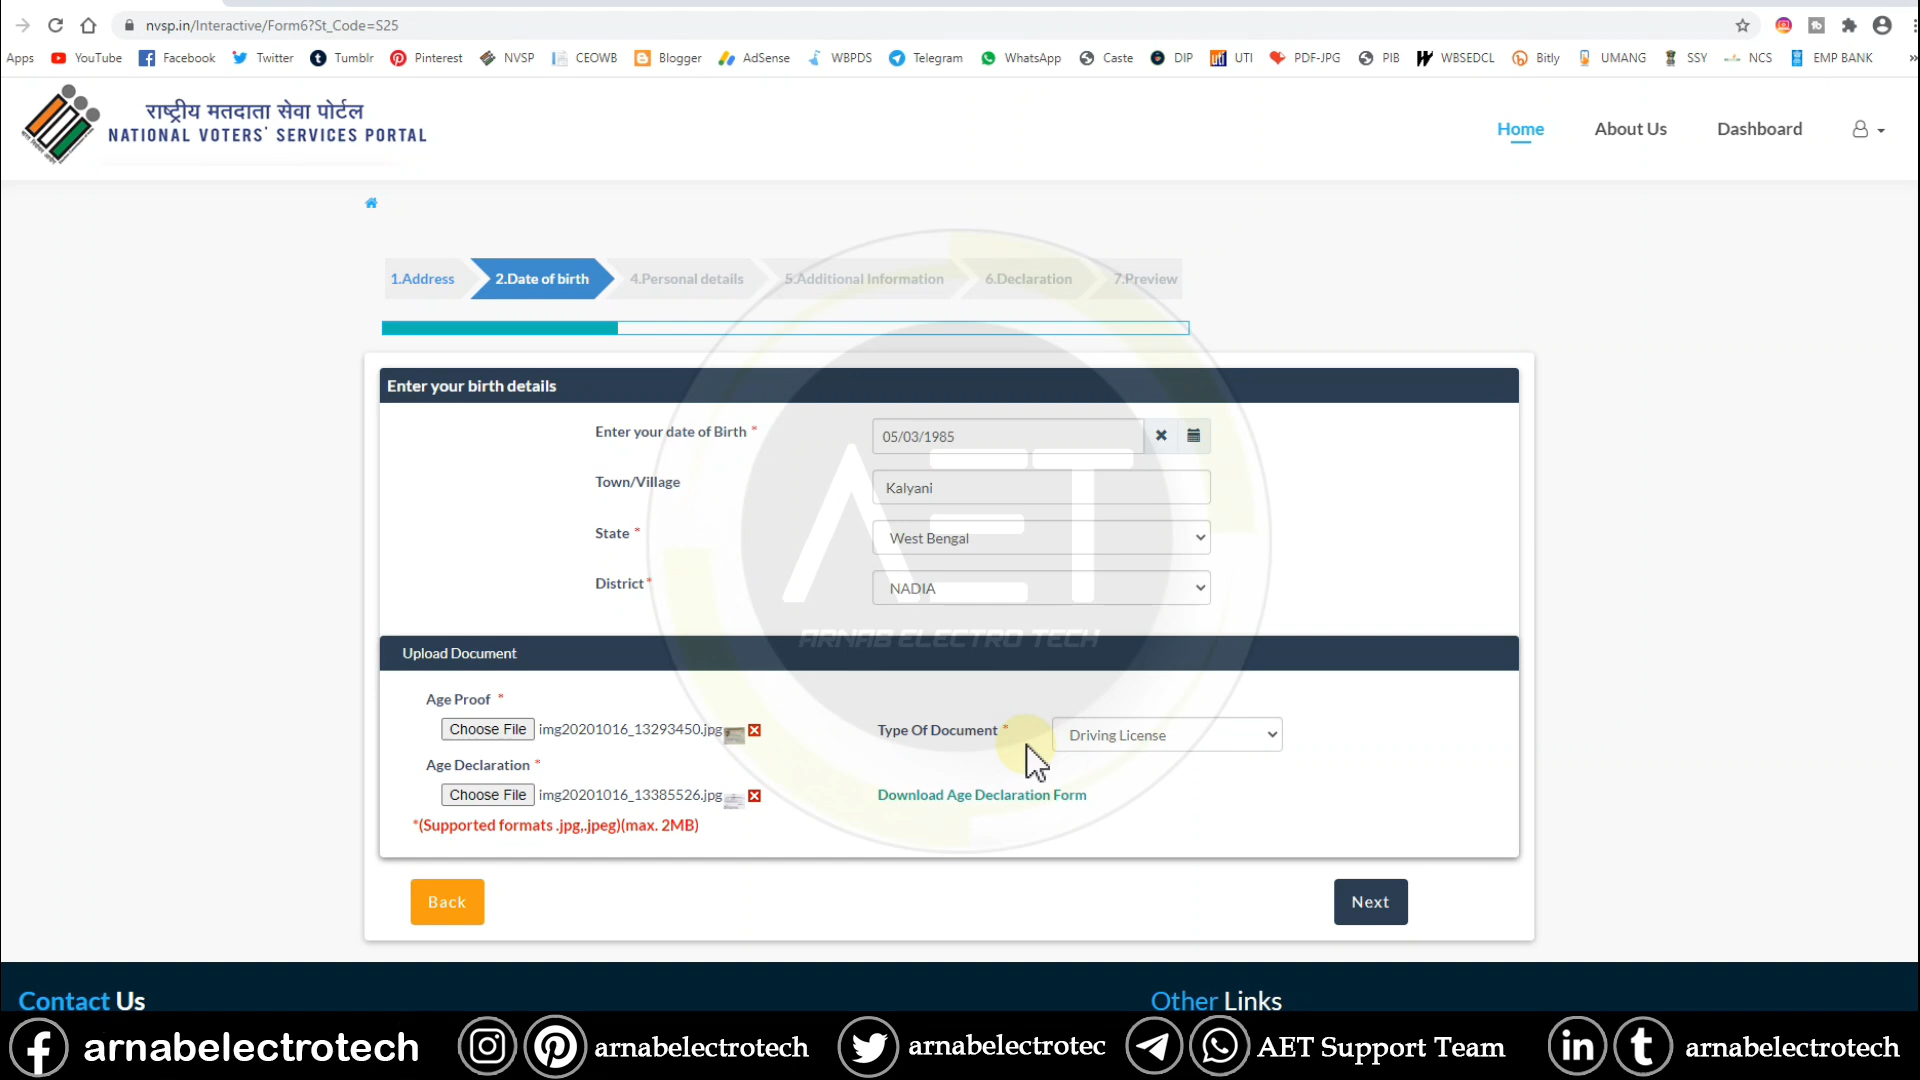 nvsp.in/Interactive/Form6?St_Code=S25
Apps YouTube Facebook Twitter Tumblr Pinterest NVSP CEOWB Blogger AdSense WBPDS Telegram WhatsApp Caste DIP UTI PDF-JPG PIB WBSEDCL Bitly UMANG SSY NCS EMP BANK »
राष्ट्रीय मतदाता सेवा पोर्टल
NATIONAL VOTERS' SERVICES PORTAL
Home About Us Dashboard
1.Address 2.Date of birth 4.Personal details 5.Additional Information 6.Declaration 7.Preview
Enter your birth details
Enter your date of Birth * 05/03/1985
Town/Village Kalyani
State * West Bengal
District * NADIA
AET
ARNAB ELECTRO TECH
Upload Document
Age Proof *
Choose File img20201016_13293450.jpg Type Of Document * Driving License
Age Declaration *
Choose File img20201016_13385526.jpg Download Age Declaration Form
*(Supported formats .jpg,.jpeg)(max. 2MB)
Back Next
Contact Us Other Links
arnabelectrotech arnabelectrotech arnabelectrotec AET Support Team arnabelectrotech